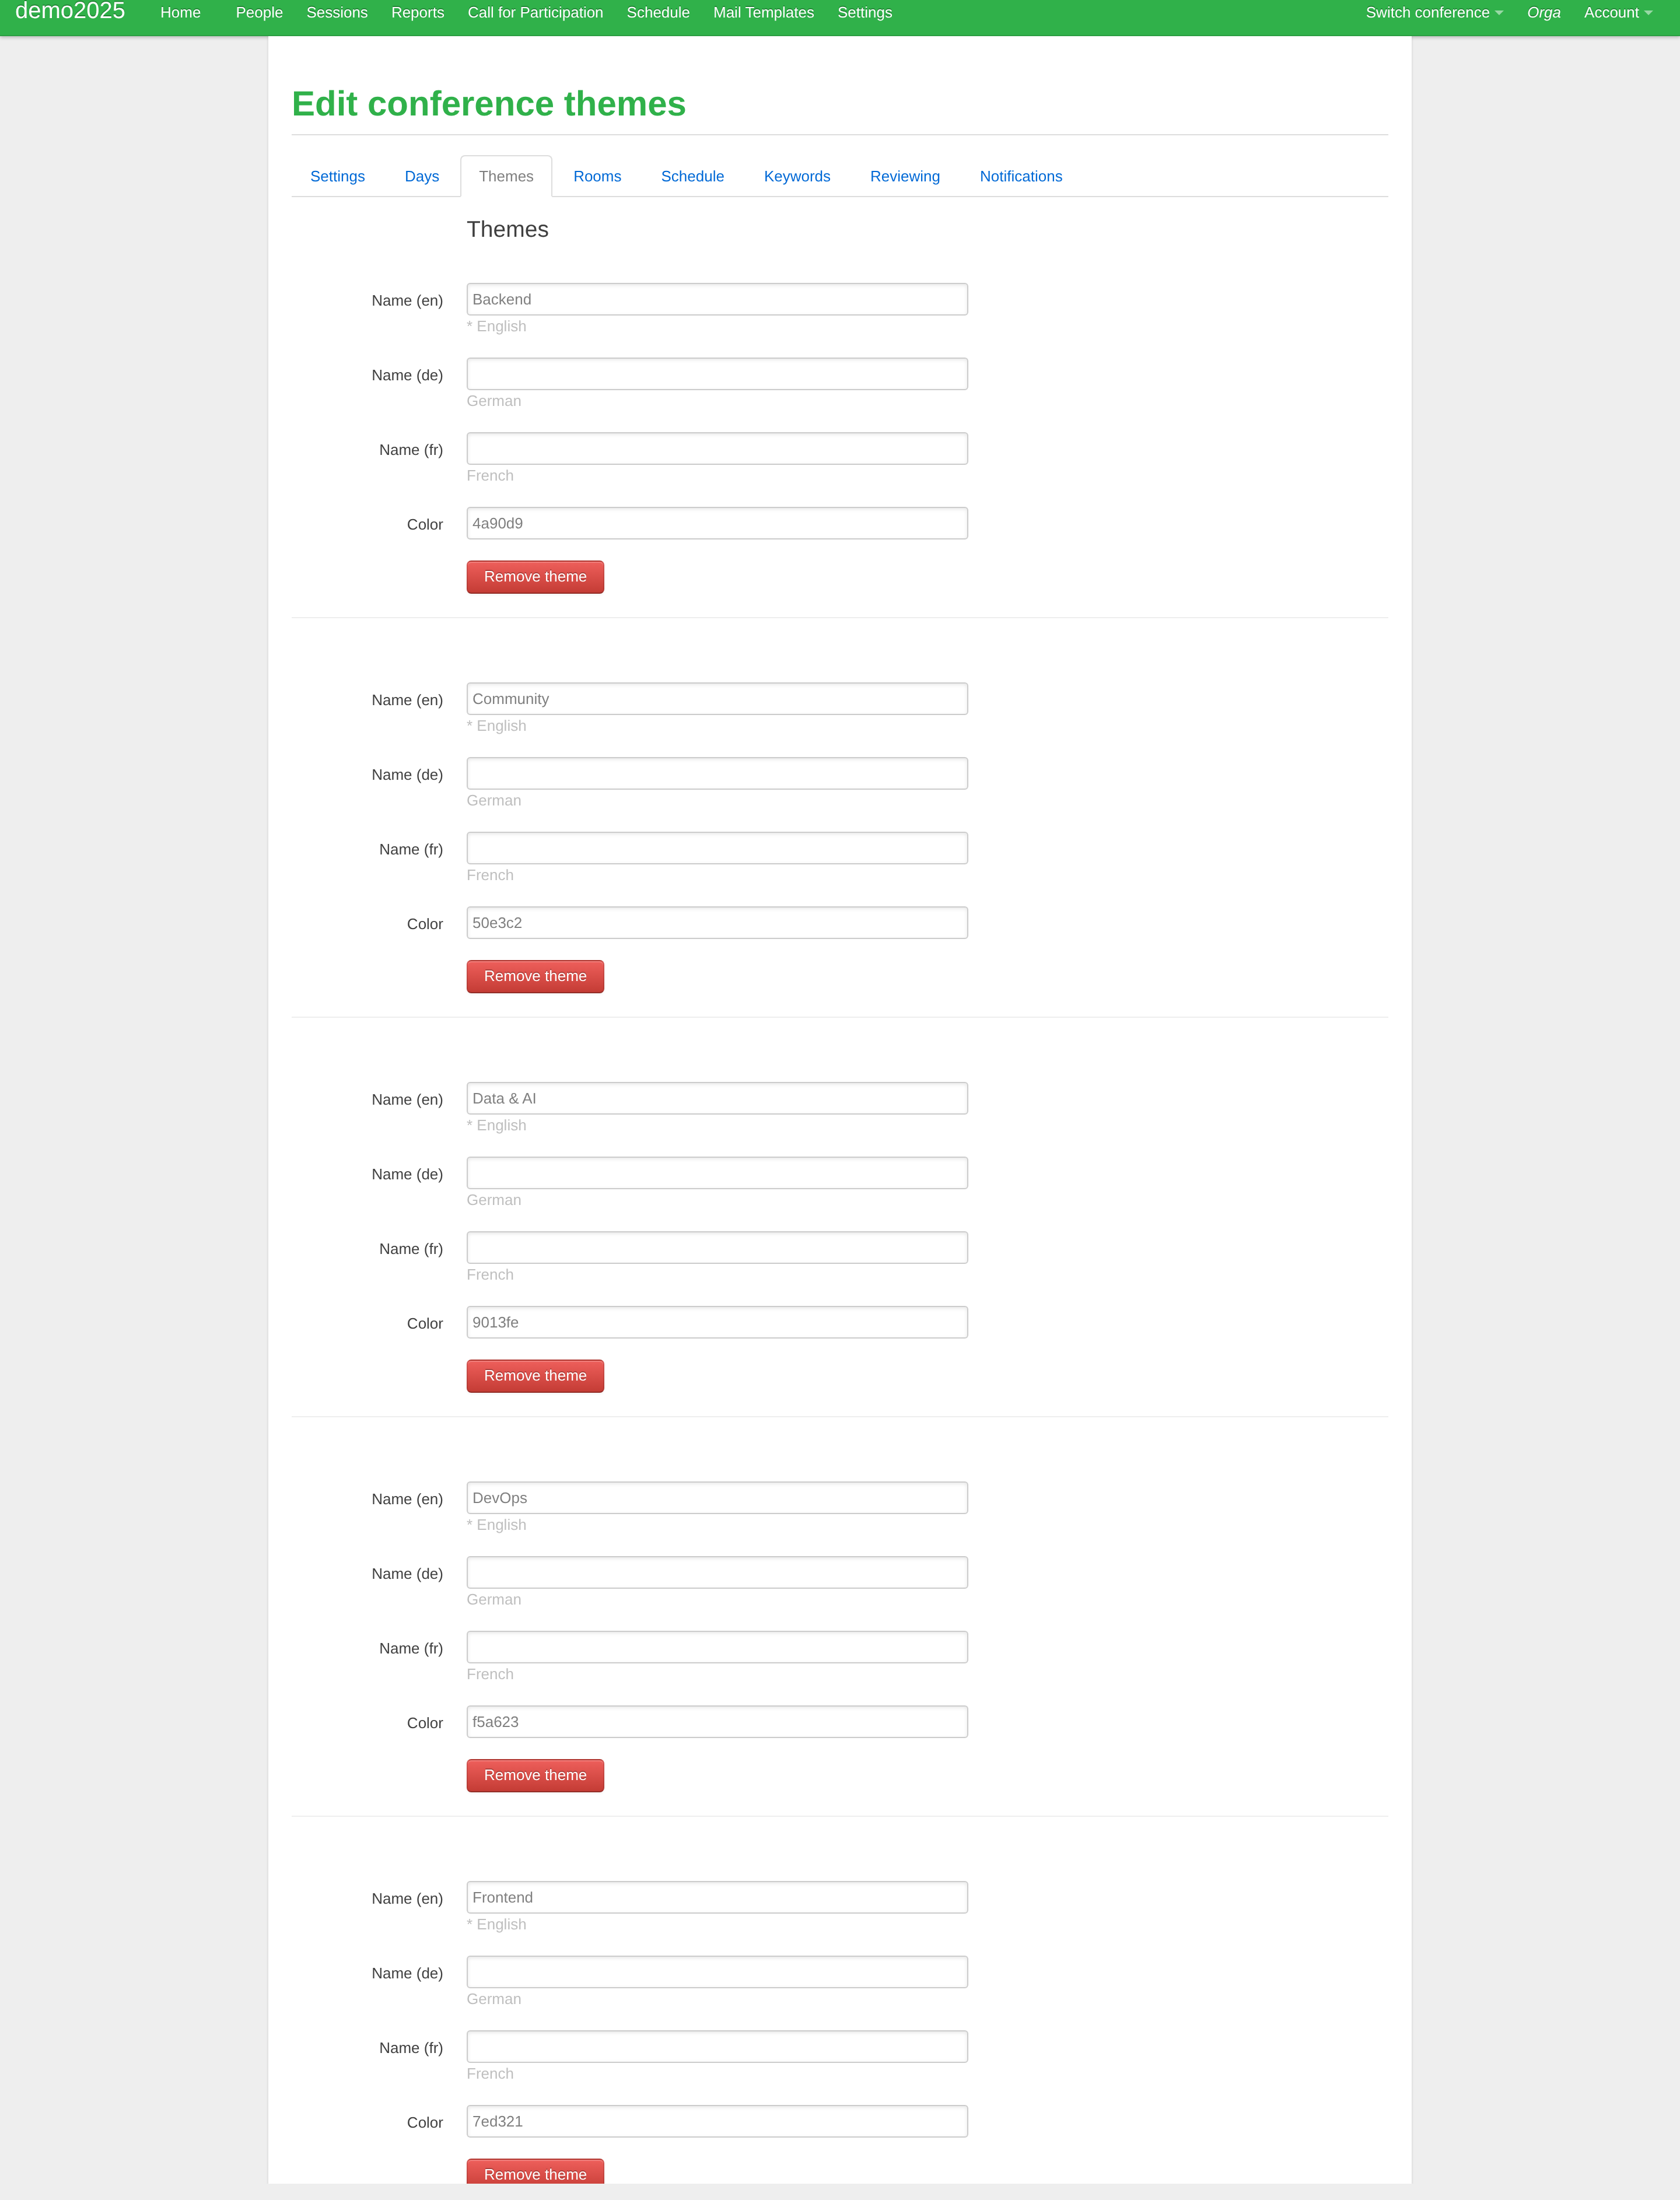 demo2025 Home People Sessions Reports Call for Participation Schedule Mail Templates Settings Switch conference Orga Account
Edit conference themes
Settings Days Themes Rooms Schedule Keywords Reviewing Notifications
Themes
Name (en) Backend
* English
Name (de)
German
Name (fr)
French
Color 4a90d9
Remove theme
Name (en) Community
* English
Name (de)
German
Name (fr)
French
Color 50e3c2
Remove theme
Name (en) Data & AI
* English
Name (de)
German
Name (fr)
French
Color 9013fe
Remove theme
Name (en) DevOps
* English
Name (de)
German
Name (fr)
French
Color f5a623
Remove theme
Name (en) Frontend
* English
Name (de)
German
Name (fr)
French
Color 7ed321
Remove theme